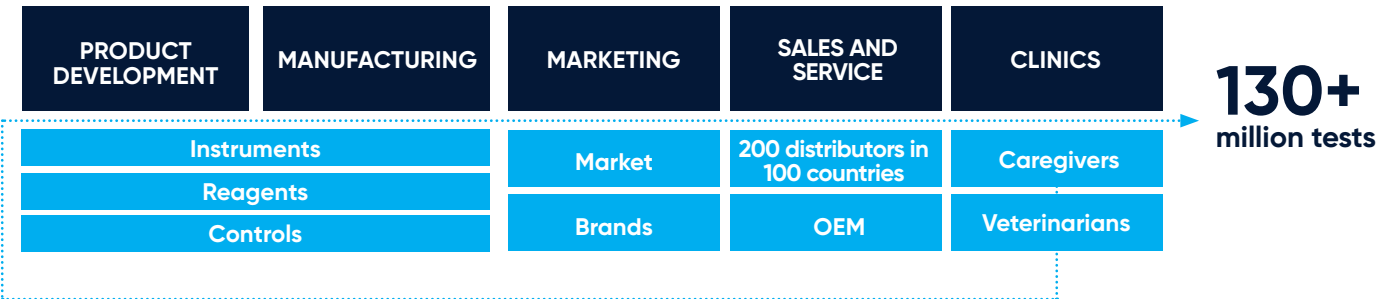 PRODUCT
DEVELOPMENT
MANUFACTURING
MARKETING
SALES AND
SERVICE
CLINICS
130+
million tests
Instruments
Reagents
Controls
Market
Brands
200 distributors in
100 countries
OEM
Caregivers
Veterinarians